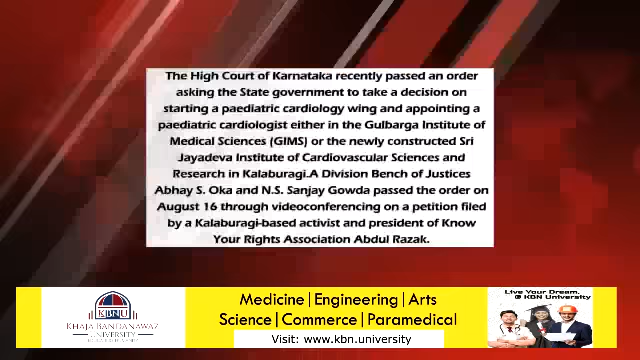 The High Court of Karnataka recently passed an order
asking the State government to take a decision on
starting a paediatric cardiology wing and appointing a
paediatric cardiologist either in the Gulbarga Institute of
Medical Sciences (GIMS) or the newly constructed Sri
Jayadeva Institute of Cardiovascular Sciences and
Research in Kalaburagi.A Division Bench of Justices
Abhay S. Oka and N.S. Sanjay Gowda passed the order on
August 16 through videoconferencing on a petition filed
by a Kalaburagi-based activist and president of Know
Your Rights Association Abdul Razak.
KBNU
KHAJA BANDANAWAZ
UNIVERSITY
Medicine|Engineering|Arts
Science|Commerce|Paramedical
Visit: www.kbn.university
Live Your Dream.
@ KBN University